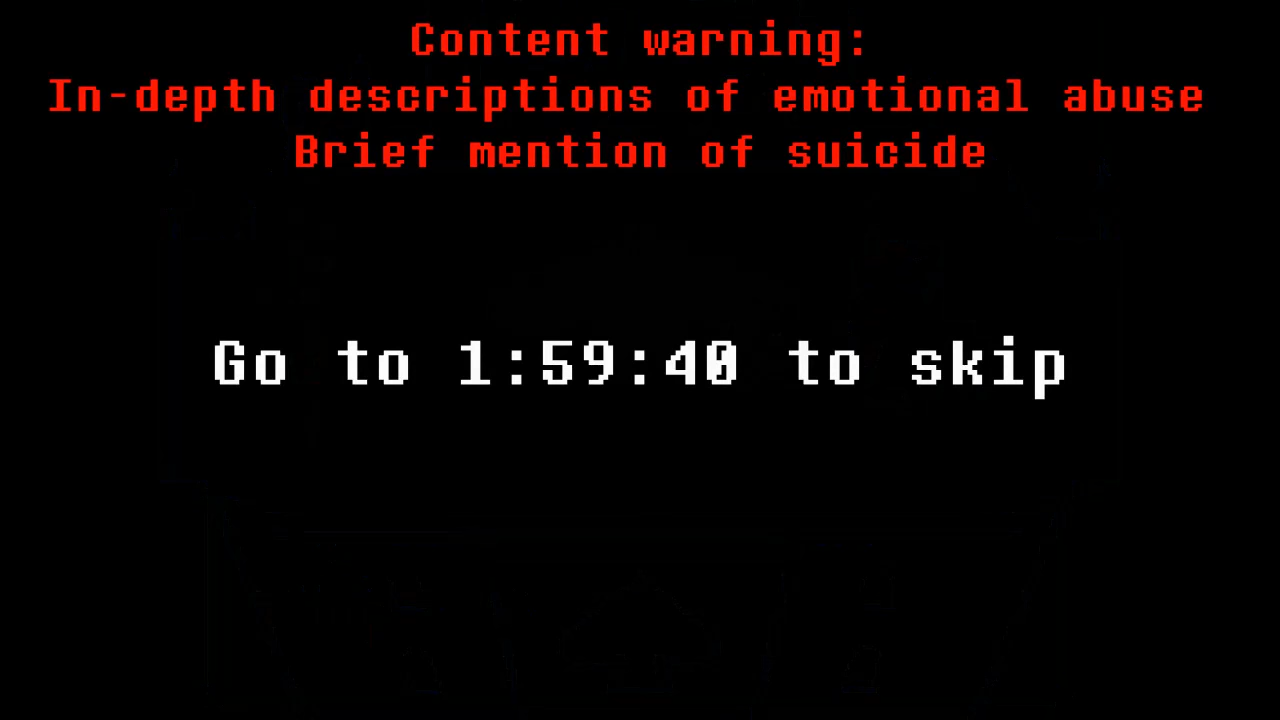 Content warning:
In-depth descriptions of emotional abuse
Brief mention of suicide
Go to 1:59:40 to skip